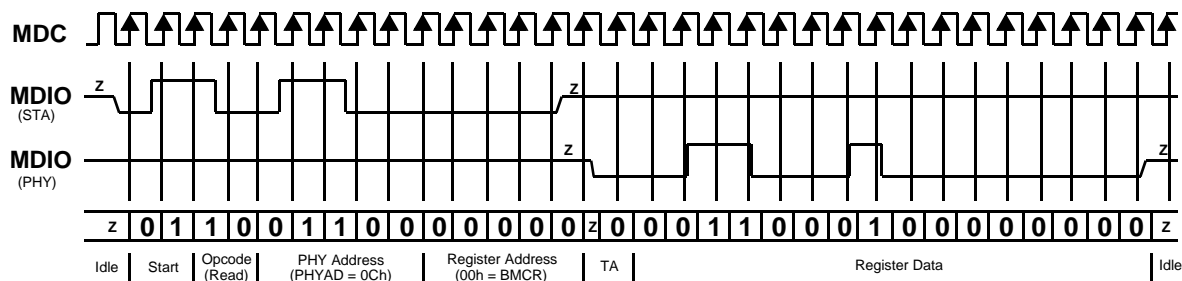 MDC
z
z
MDIO
(STA)
z
z
MDIO
(PHY)
z 0 1 1 0 0 1 1 0 0 0 0 0 0 0 z 0 0 0 1 1 0 0 0 1 0 0 0 0 0 0 0 0 z
Idle Start Opcode (Read) PHY Address (PHYAD = 0Ch) Register Address (00h = BMCR) TA Register Data Idle